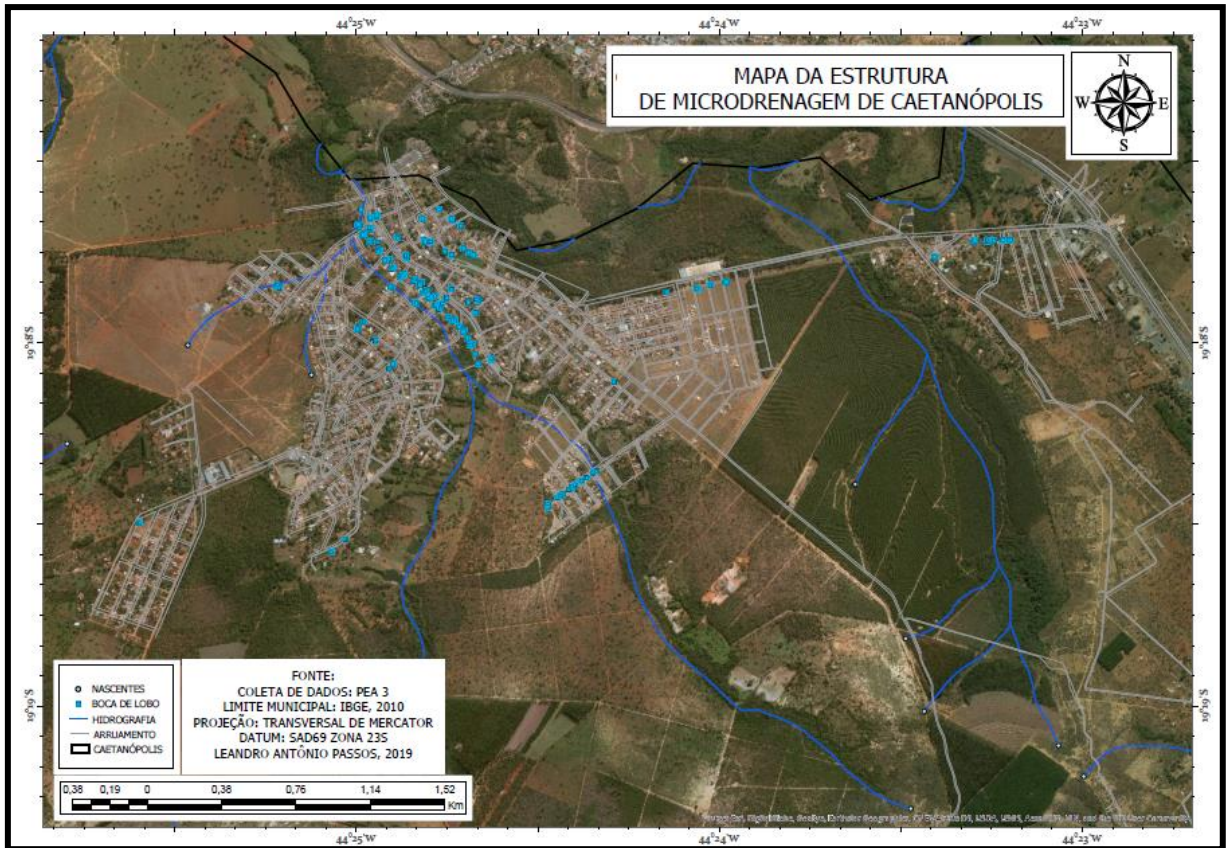 44°25'W 44°24'W 44°23'W
MAPA DA ESTRUTURA
DE MICRODRENAGEM DE CAETANÓPOLIS
N
W E
S
19°18'S 19°18'S
19°19'S 19°19'S
NASCENTES
BOCA DE LOBO
HIDROGRAFIA
ARRUAMENTO
CAETANÓPOLIS
FONTE:
COLETA DE DADOS: PEA 3
LIMITE MUNICIPAL: IBGE, 2010
PROJEÇÃO: TRANSVERSAL DE MERCATOR
DATUM: SAD69 ZONA 23S
LEANDRO ANTÔNIO PASSOS, 2019
0,38 0,19 0 0,38 0,76 1,14 1,52
Km
44°25'W 44°24'W 44°23'W